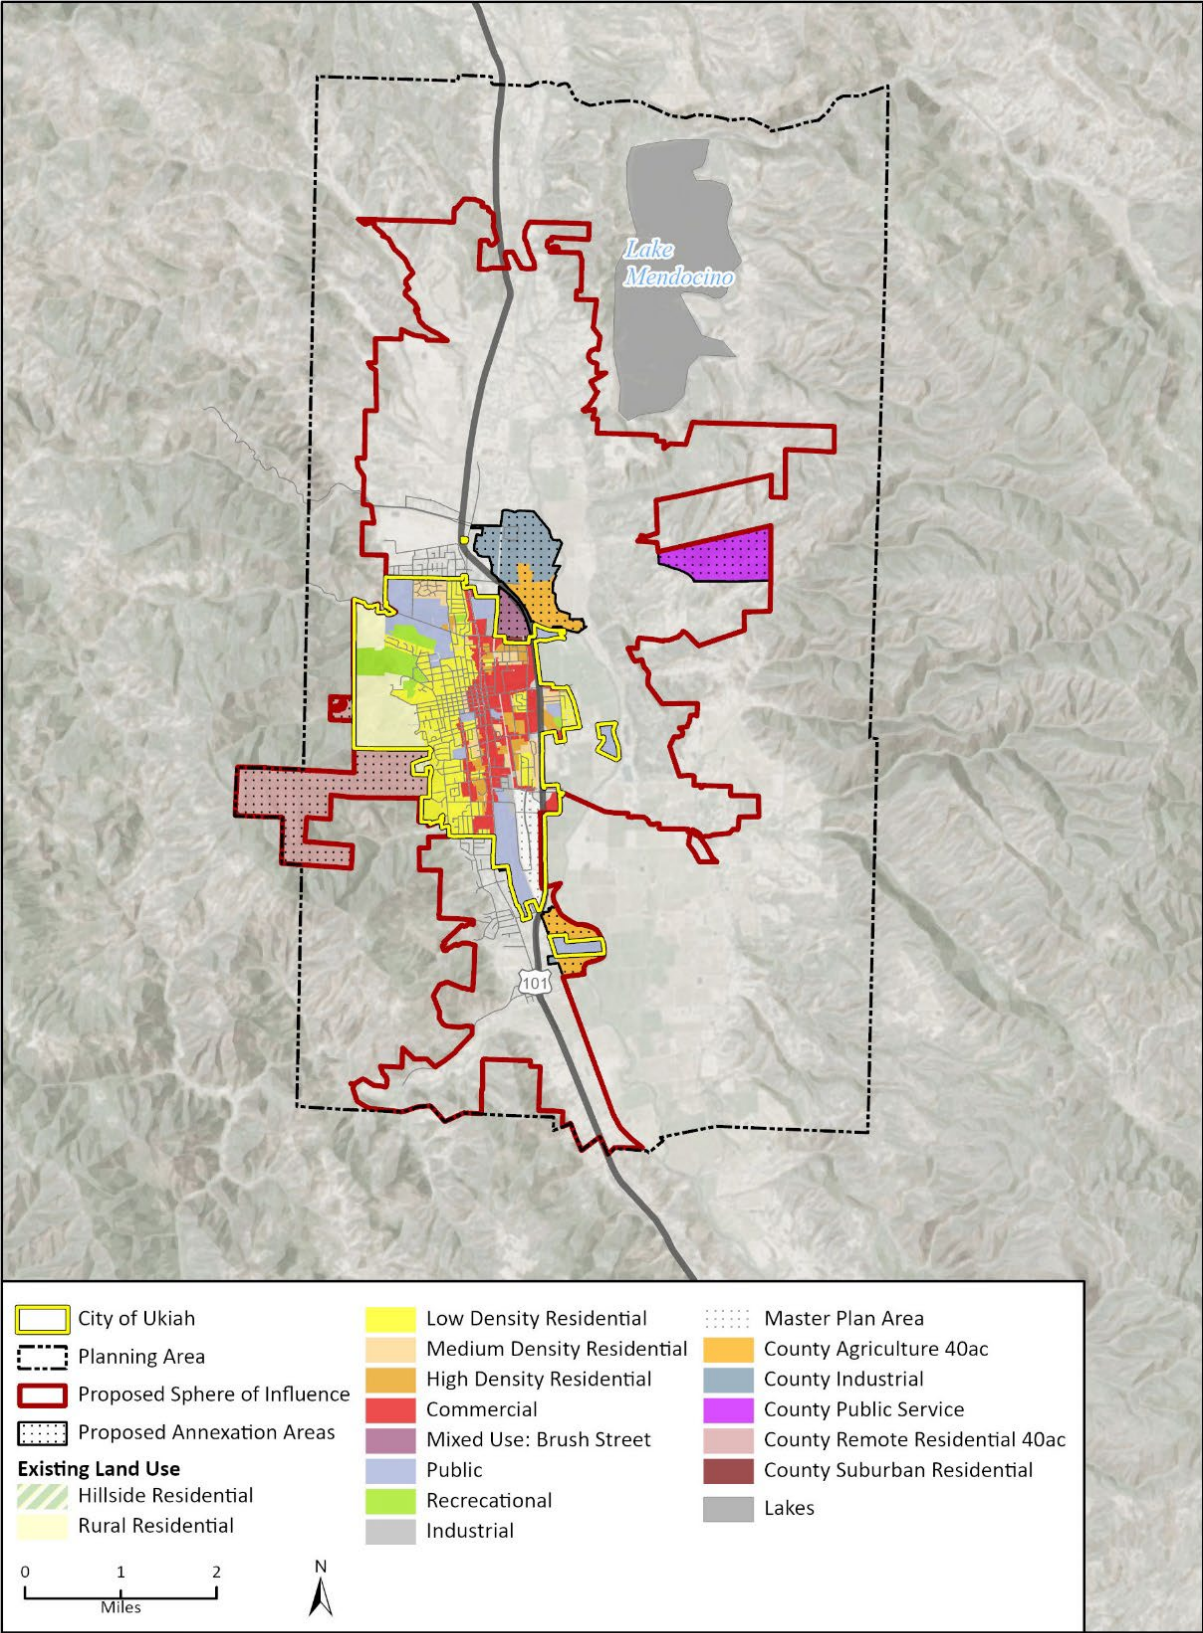 Lake
Mendocino
101
City of Ukiah
Planning Area
Proposed Sphere of Influence
Proposed Annexation Areas
Existing Land Use
Hillside Residential
Rural Residential
Low Density Residential
Medium Density Residential
High Density Residential
Commercial
Mixed Use: Brush Street
Public
Recrecational
Industrial
Master Plan Area
County Agriculture 40ac
County Industrial
County Public Service
County Remote Residential 40ac
County Suburban Residential
Lakes
0 1 2
Miles
N